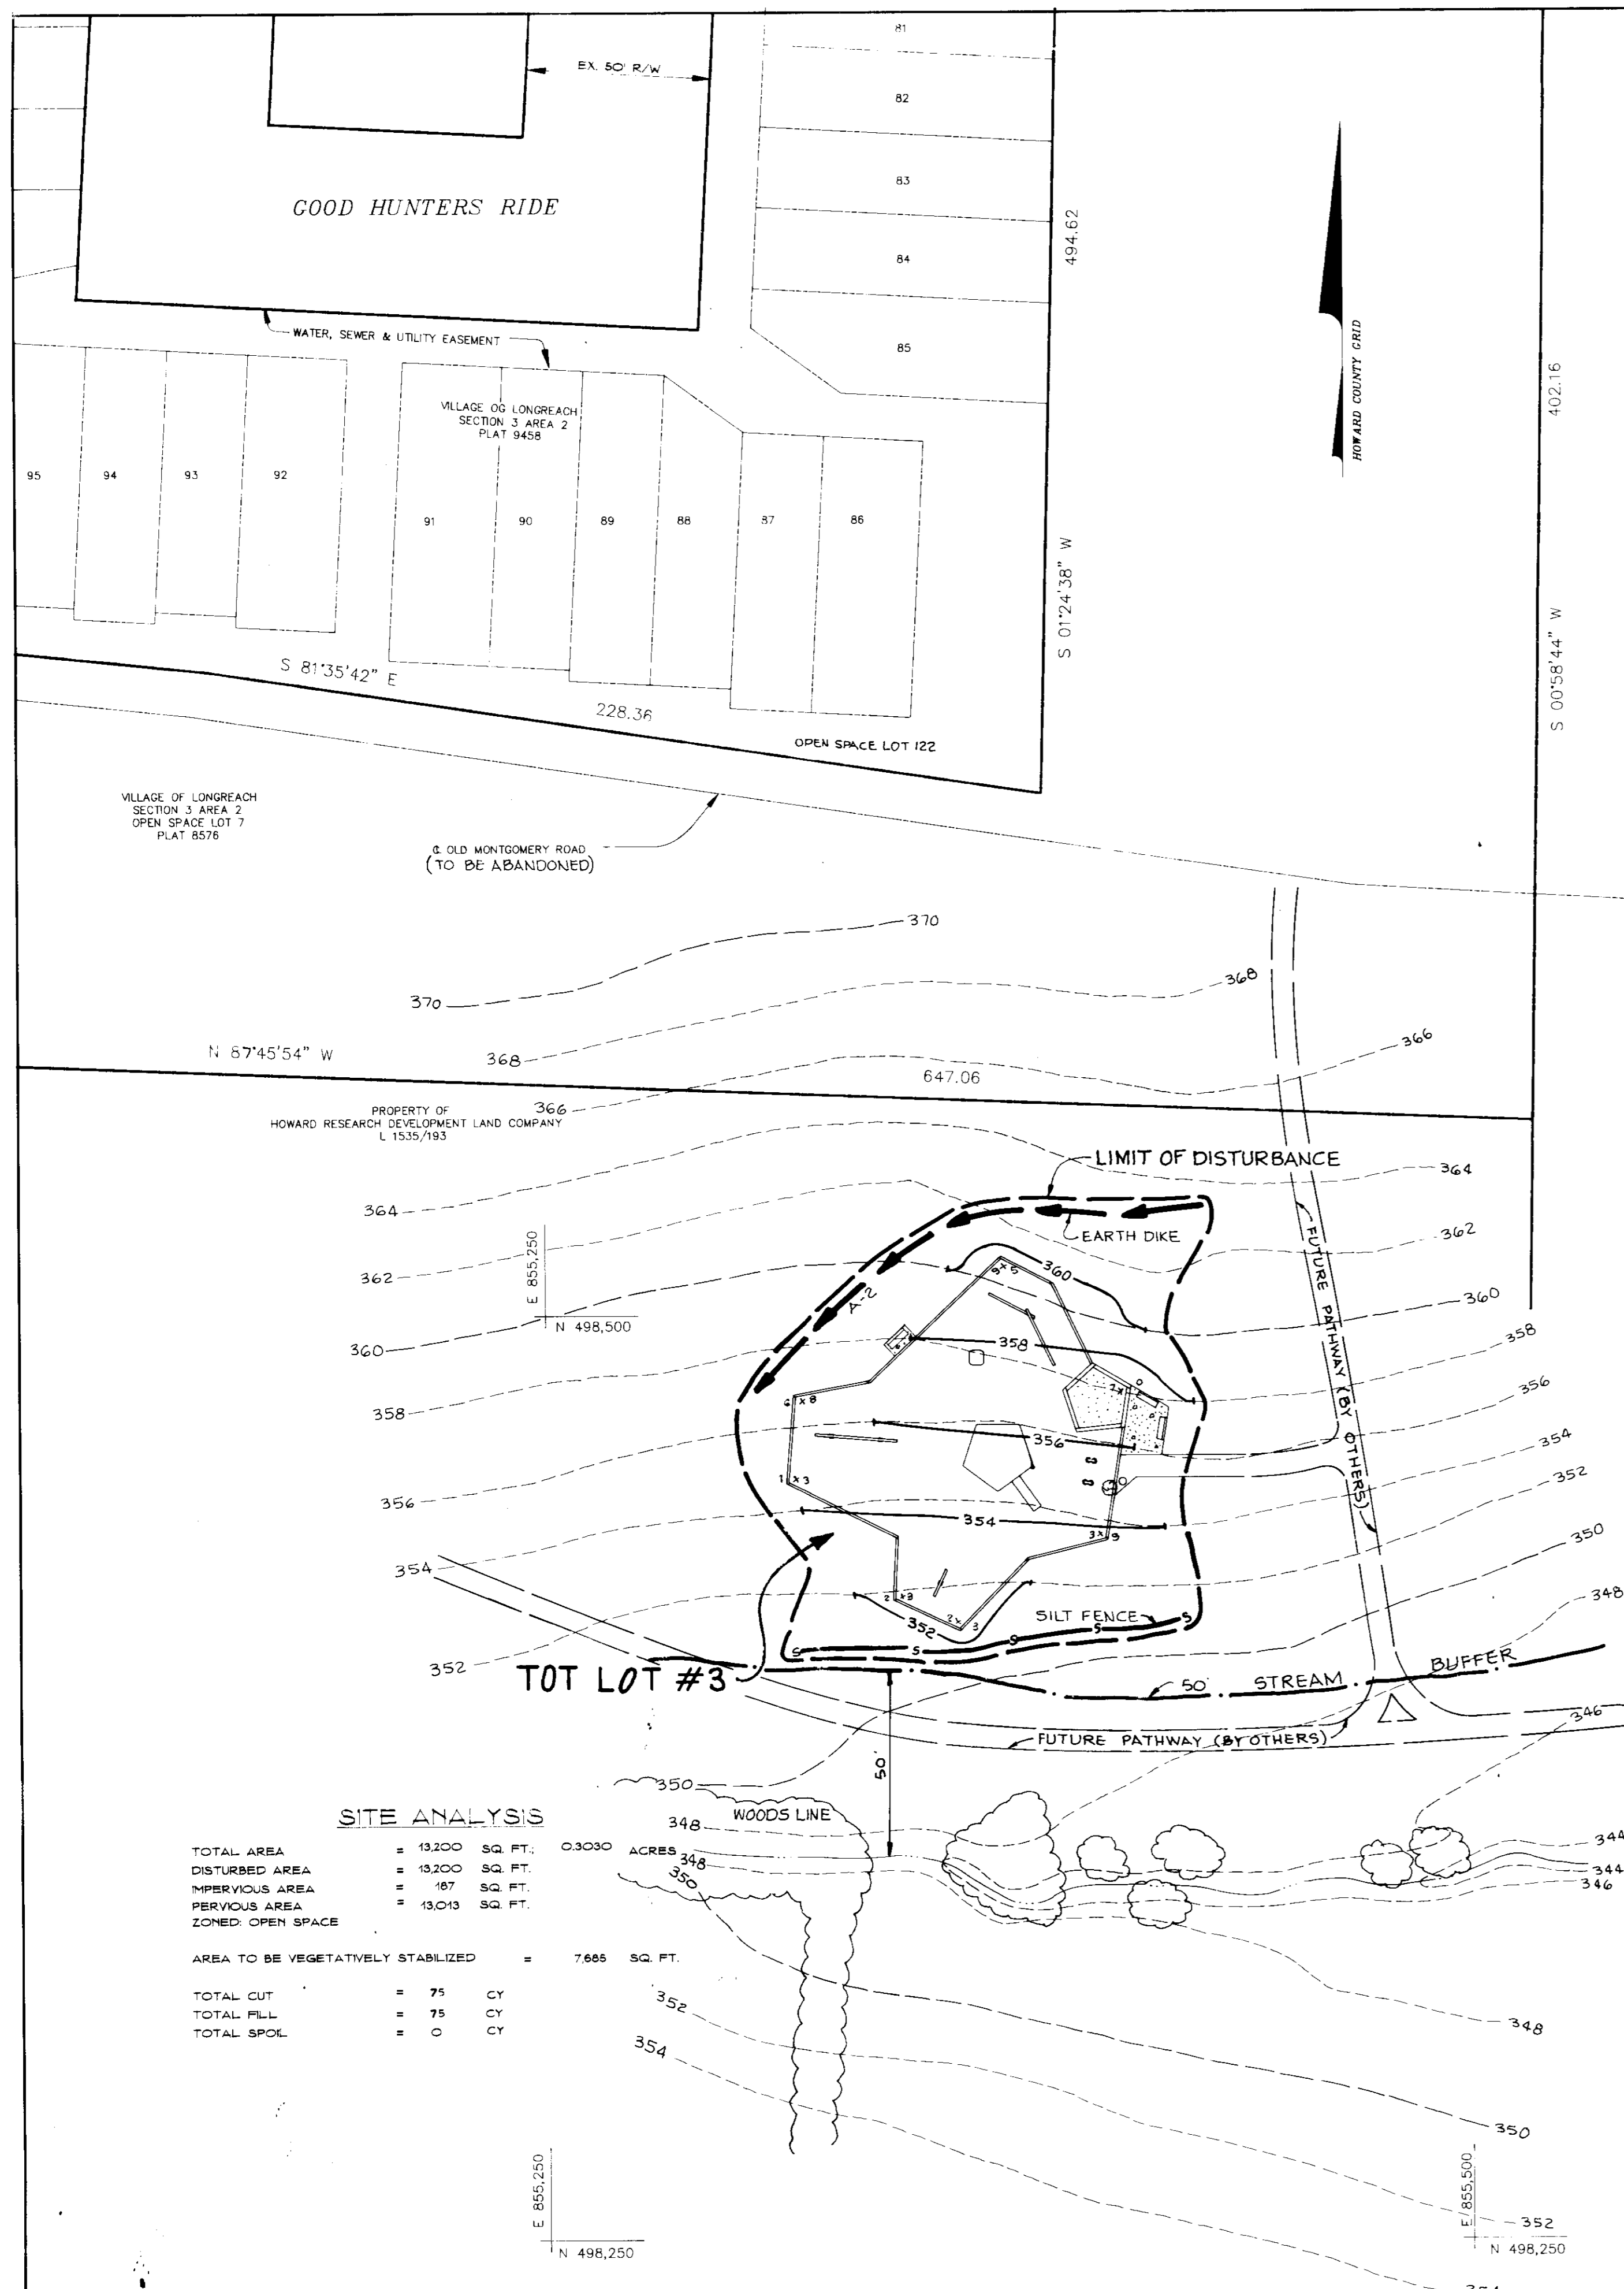 81
EX. 50' R/W
82
83
GOOD HUNTERS RIDE
494.62
84
WATER, SEWER & UTILITY EASEMENT
85
HOWARD COUNTY GRID
402.16
VILLAGE OG LONGREACH
SECTION 3 AREA 2
PLAT 9458
95
94
93
92
91
90
89
88
87
86
S 01°24'38" W
S 00°58'44" W
S 81°35'42" E
228.36
OPEN SPACE LOT 122
VILLAGE OF LONGREACH
SECTION 3 AREA 2
OPEN SPACE LOT 7
PLAT 8576
℄ OLD MONTGOMERY ROAD
(TO BE ABANDONED)
370
368
370
366
N 87°45'54" W
368
647.06
PROPERTY OF
HOWARD RESEARCH DEVELOPMENT LAND COMPANY
L 1535/193
366
LIMIT OF DISTURBANCE
364
364
EARTH DIKE
362
E 855,250
362
360
FUTURE PATHWAY (BY OTHERS)
A-2
360
N 498,500
358
358
360
356
358
6 x 8
356
354
1 x 3
352
356
354
3 x 9
350
354
2 x 3
348
SILT FENCE
S
S
S
S
S
352
2 x 3
352
TOT LOT #3
50' STREAM BUFFER
346
FUTURE PATHWAY (BY OTHERS)
50'
350
SITE ANALYSIS
WOODS LINE
348
344
TOTAL AREA = 13,200 SQ. FT.; 0.3030 ACRES
348
DISTURBED AREA = 13,200 SQ. FT.
344
350
346
IMPERVIOUS AREA = 187 SQ. FT.
PERVIOUS AREA = 13,013 SQ. FT.
ZONED: OPEN SPACE
AREA TO BE VEGETATIVELY STABILIZED = 7,685 SQ. FT.
TOTAL CUT = 75 CY
TOTAL FILL = 75 CY
TOTAL SPOIL = 0 CY
352
348
354
350
E 855,250
N 498,250
E 855,500
352
N 498,250